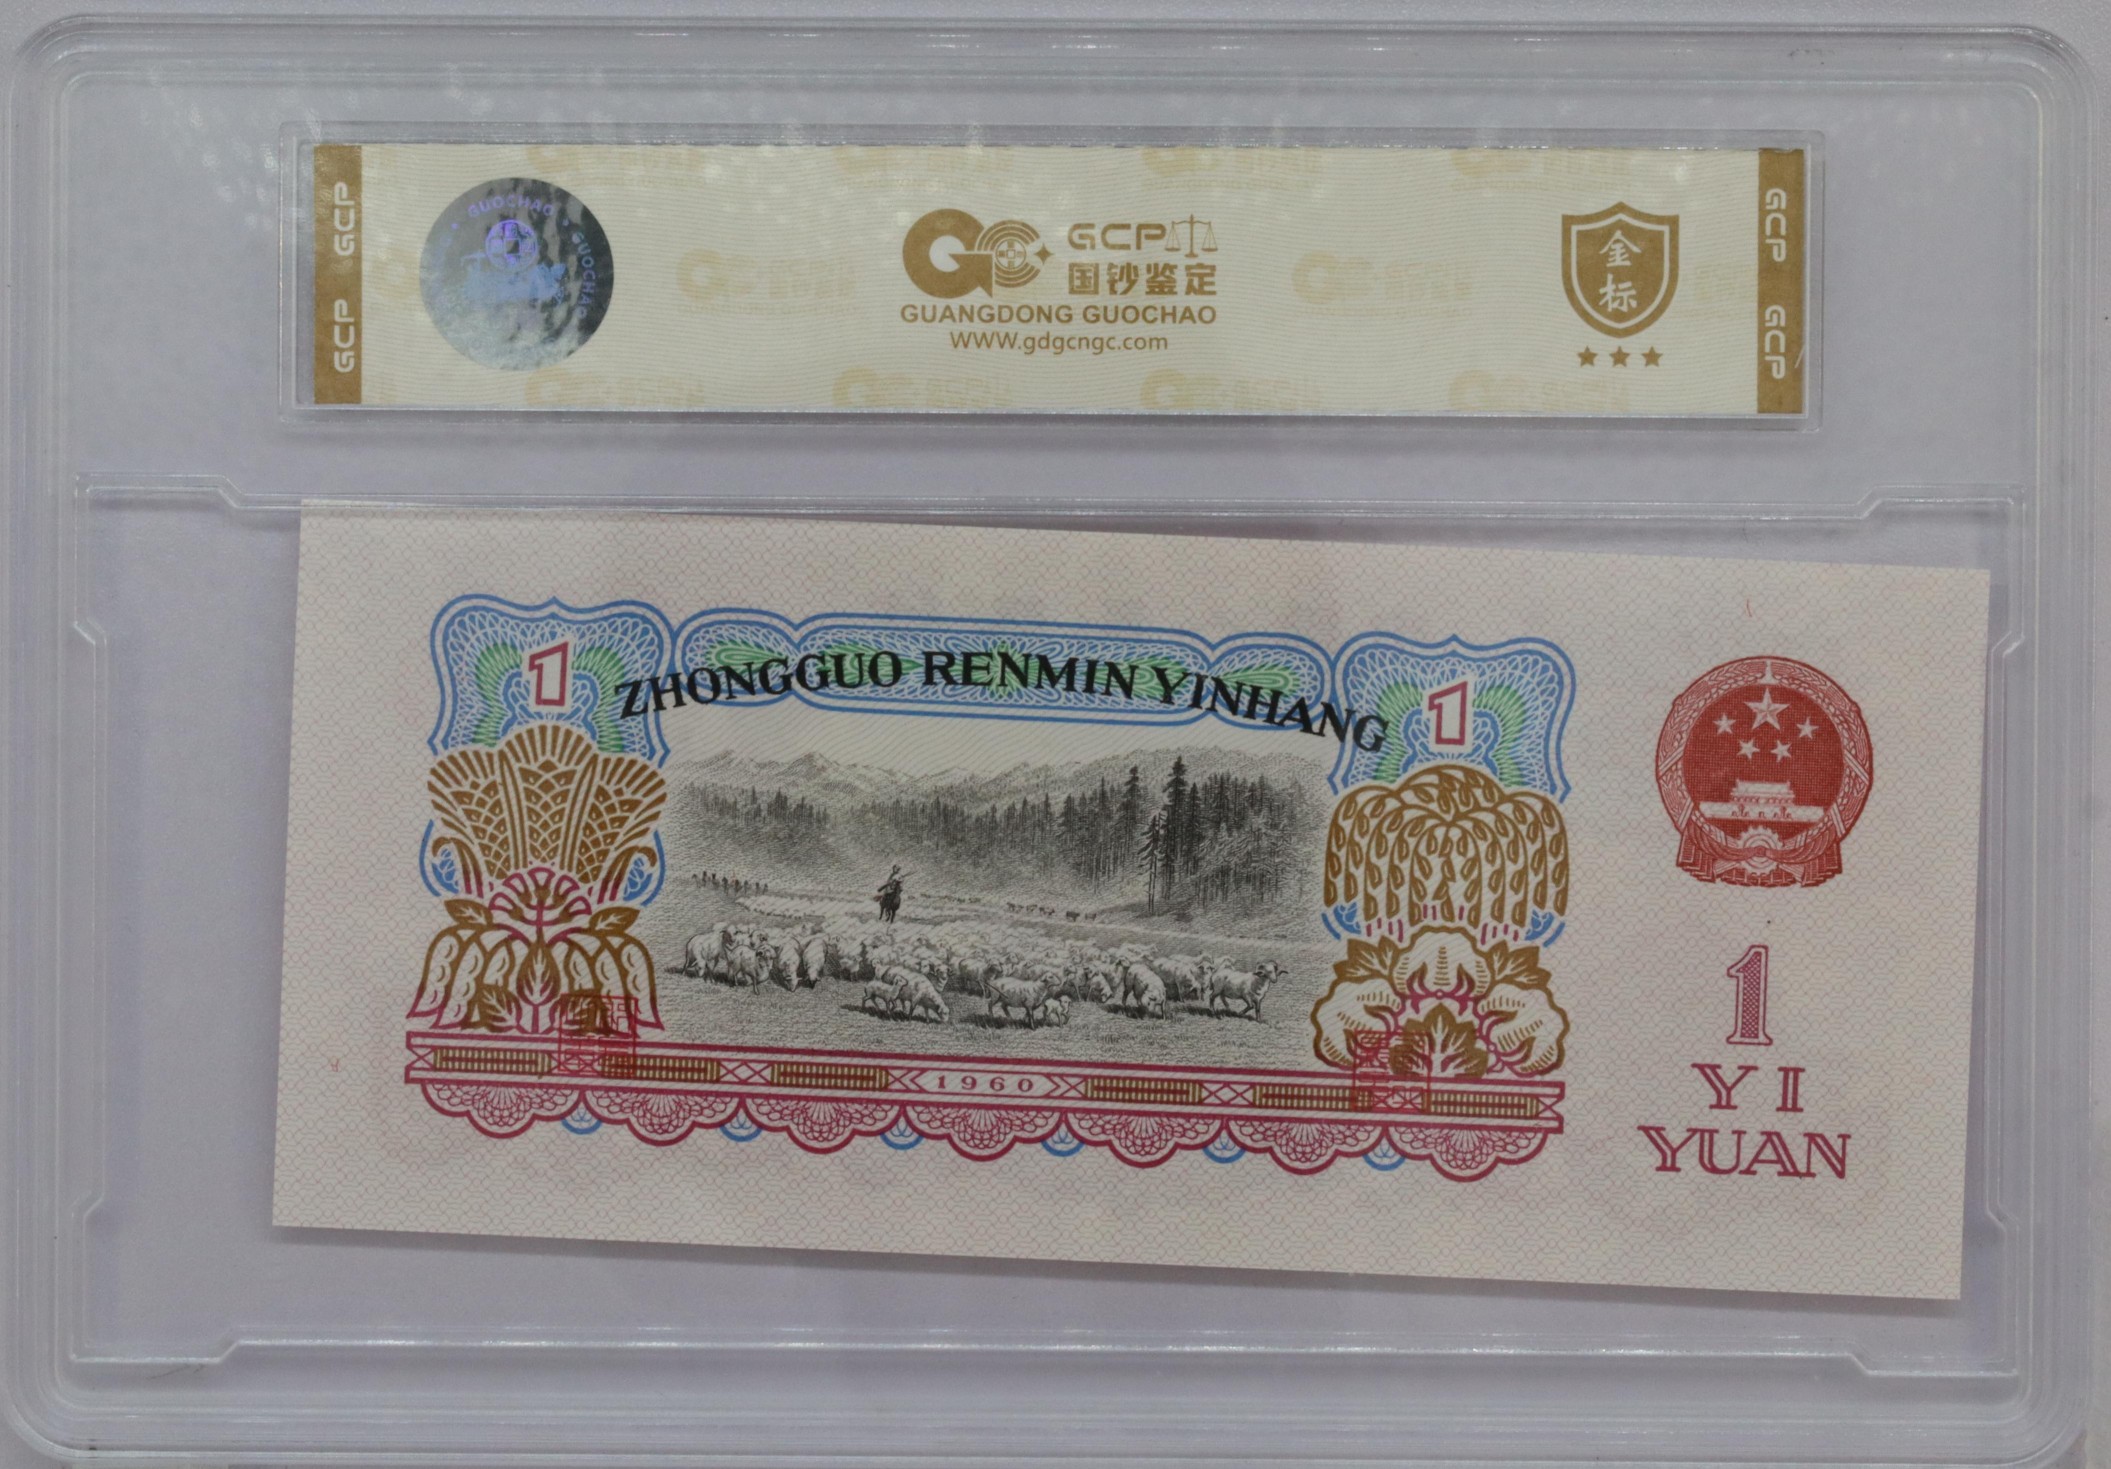 GCP GCP
GUOCHAO GUOCHAO
GCP
国钞鉴定
GUANGDONG GUOCHAO
WWW.gdgcngc.com
金
标
GCP GCP
ZHONGGUO RENMIN YINHANG
1
1
1960
1
YI
YUAN